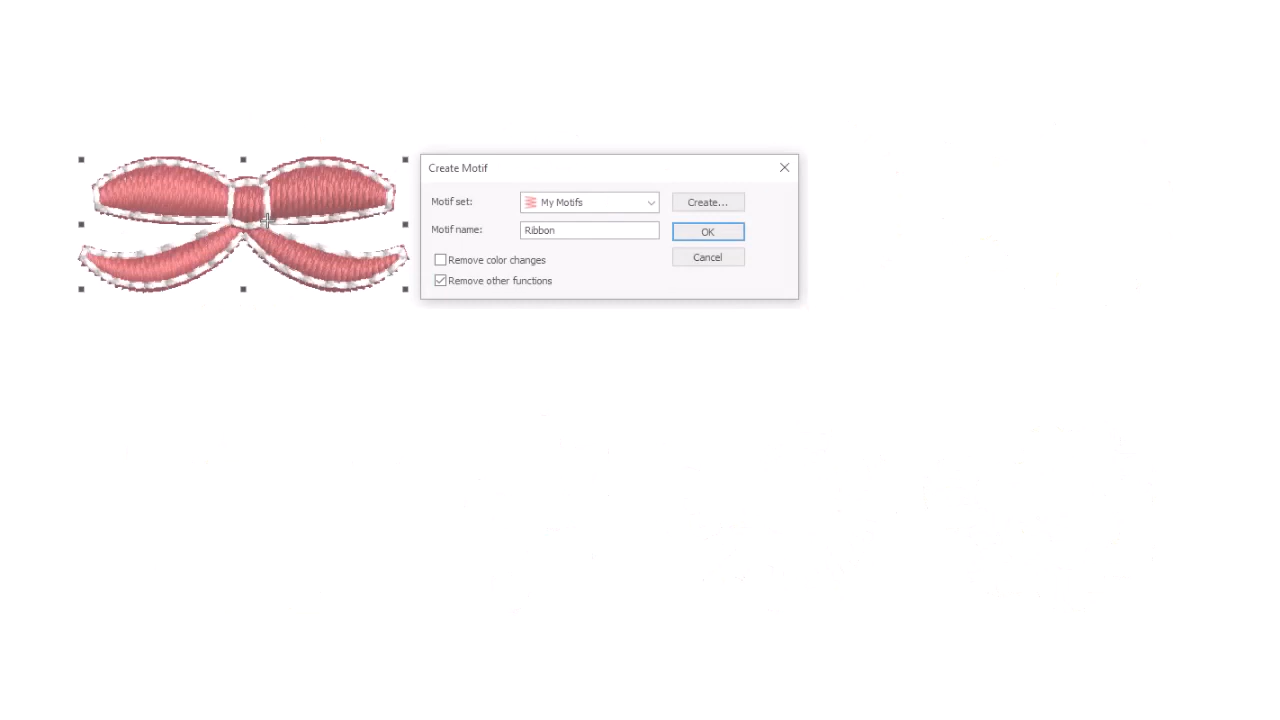 Create Motif
Motif set: My Motifs Create...
Motif name: Ribbon OK
Remove color changes Cancel
Remove other functions